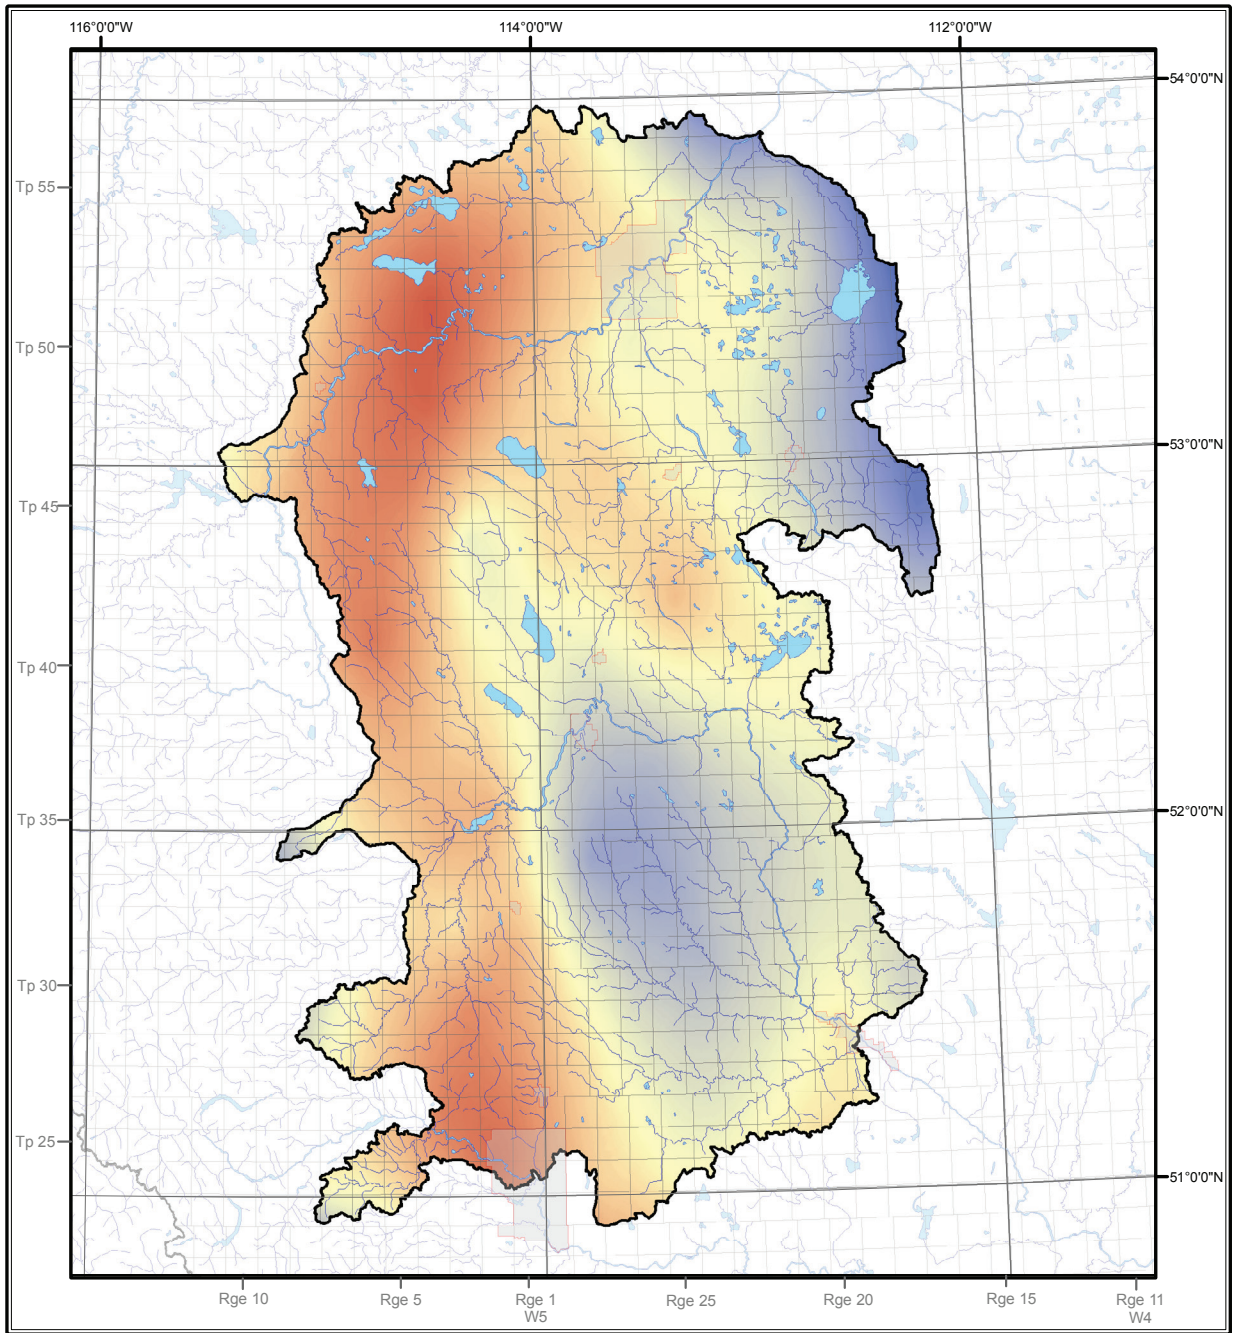 116°0'0"W 114°0'0"W 112°0'0"W
54°0'0"N
Tp 55
Tp 50
53°0'0"N
Tp 45
Tp 40
52°0'0"N
Tp 35
Tp 30
Tp 25
51°0'0"N
Rge 10 Rge 5 Rge 1 Rge 25 Rge 20 Rge 15 Rge 11
W5 W4